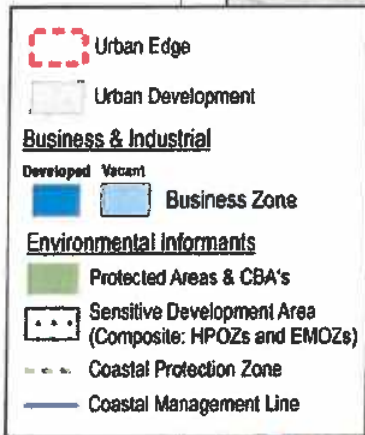 Urban Edge
Urban Development
Business & Industrial
Developed Vacant
Business Zone
Environmental Informants
Protected Areas & CBA's
Sensitive Development Area
(Composite: HPOZs and EMOZs)
Coastal Protection Zone
Coastal Management Line